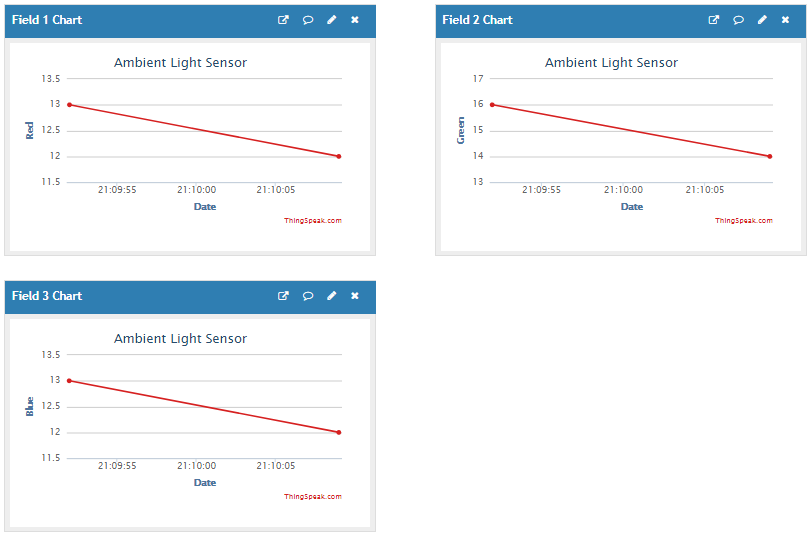 Field 1 Chart
Ambient Light Sensor
Red
13.5
13
12.5
12
11.5
21:09:55 21:10:00 21:10:05
Date
ThingSpeak.com
Field 2 Chart
Ambient Light Sensor
Green
17
16
15
14
13
21:09:55 21:10:00 21:10:05
Date
ThingSpeak.com
Field 3 Chart
Ambient Light Sensor
Blue
13.5
13
12.5
12
11.5
21:09:55 21:10:00 21:10:05
Date
ThingSpeak.com